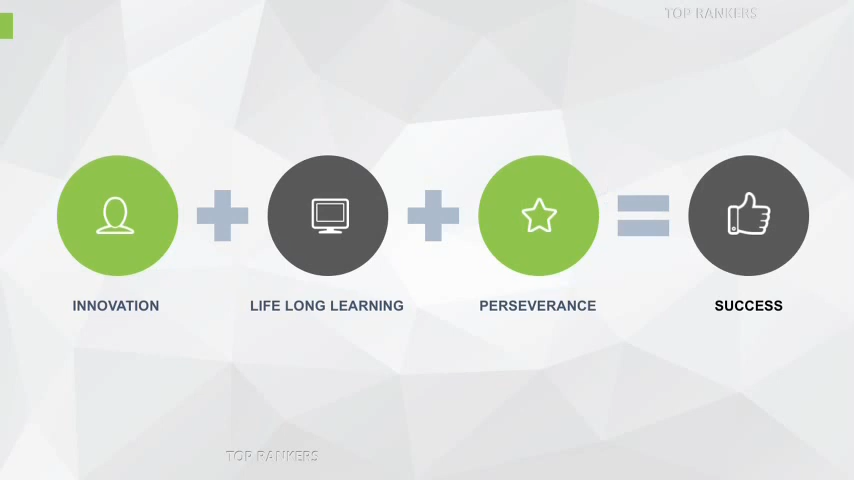 TOP RANKERS
INNOVATION
LIFE LONG LEARNING
PERSEVERANCE
SUCCESS
TOP RANKERS